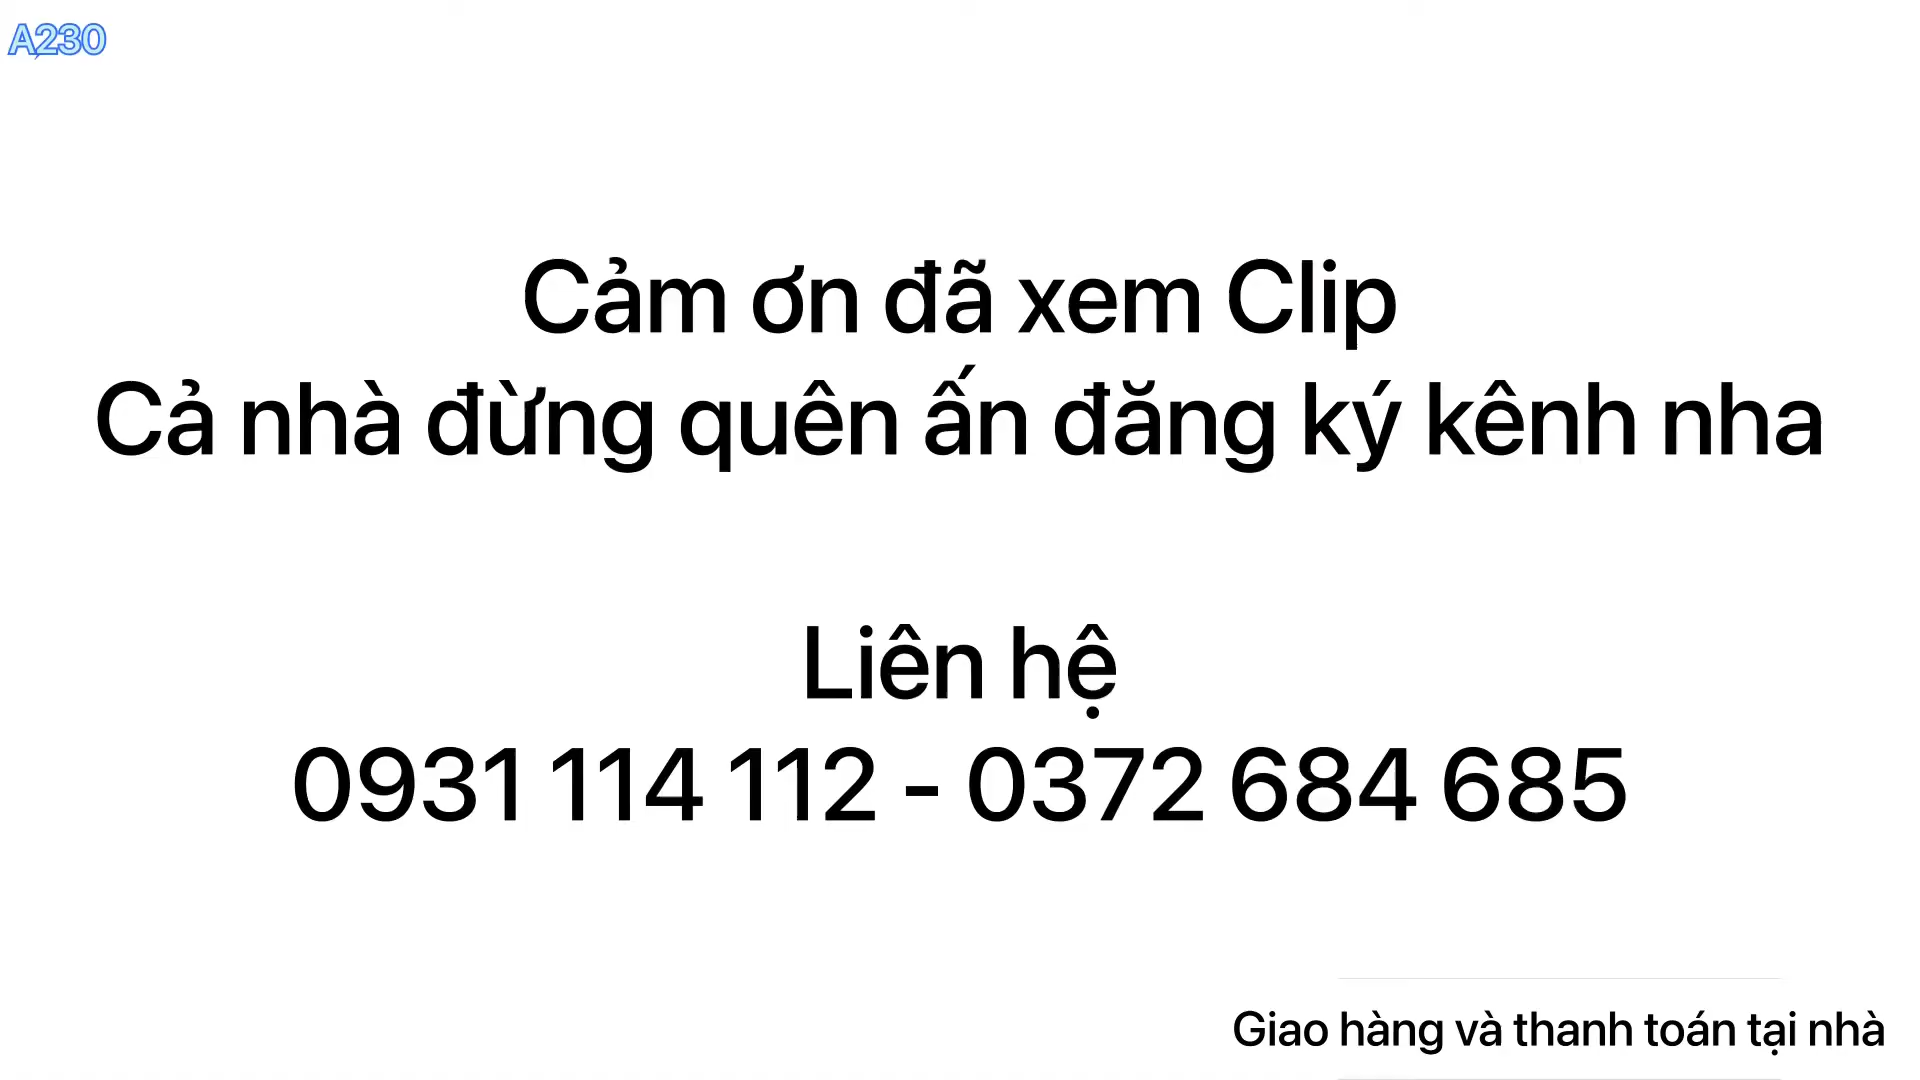 A230
Cảm ơn đã xem Clip
Cả nhà đừng quên ấn đăng ký kênh nha
Liên hệ
0931 114 112 - 0372 684 685
Giao hàng và thanh toán tại nhà